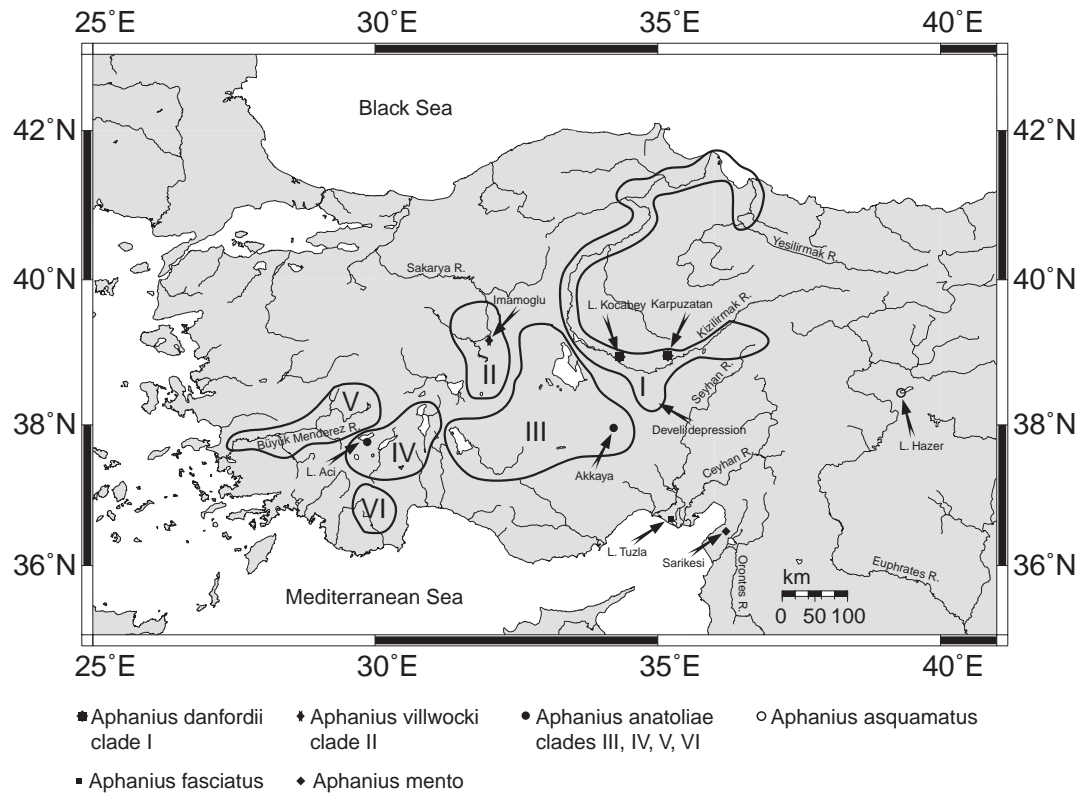 25˚E 30˚E 35˚E 40˚E
Black Sea
42˚N 42˚N
Yesilirmak R.
40˚N 40˚N
Sakarya R.
Imamoglu
L. Kocabey Karpuzatan
Kizilirmak R.
II
I
Seyhan R.
V
38˚N 38˚N
Büyük Menderez R.
III
Develi depression
L. Hazer
IV
L. Aci
Akkaya
Ceyhan R.
VI
L. Tuzla
Sarikesi
36˚N 36˚N
Euphrates R.
Orontes R.
km
0 50 100
Mediterranean Sea
25˚E 30˚E 35˚E 40˚E
Aphanius danfordii
clade I
Aphanius villwocki
clade II
Aphanius anatoliae
clades III, IV, V, VI
Aphanius asquamatus
Aphanius fasciatus
Aphanius mento